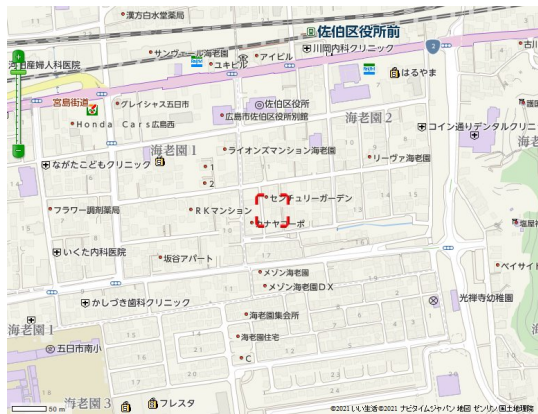 漢方白水堂薬局
佐伯区役所前
サンヴェール海老園
アイビル
川岡内科クリニック
2
ユキビル
河日産婦人科医院
はるやま
宮島街道
グレイシャス五日市
佐伯区役所
広島市佐伯区役所別館
Honda Cars広島西
海老園2
コイン通りデンタルクリニ
海老園1
ライオンズマンション海老園
リーヴァ海老園
ながたこどもクリニック
1
2
センチュリーガーデン
フラワー調剤薬局
RKマンション
カナヤコーポ
いくた内科医院
坂谷アパート
ベイサイド
メゾン海老園
メゾン海老園DX
光禅寺幼稚園
かしづき歯科クリニック
海老園集会所
海老園1
海老園住宅
五日市南小
C
海老園3
フレスタ
50 m
©2021 いい生活 ©2021 ナビタイムジャパン 地図 ゼンリン 国土地理院